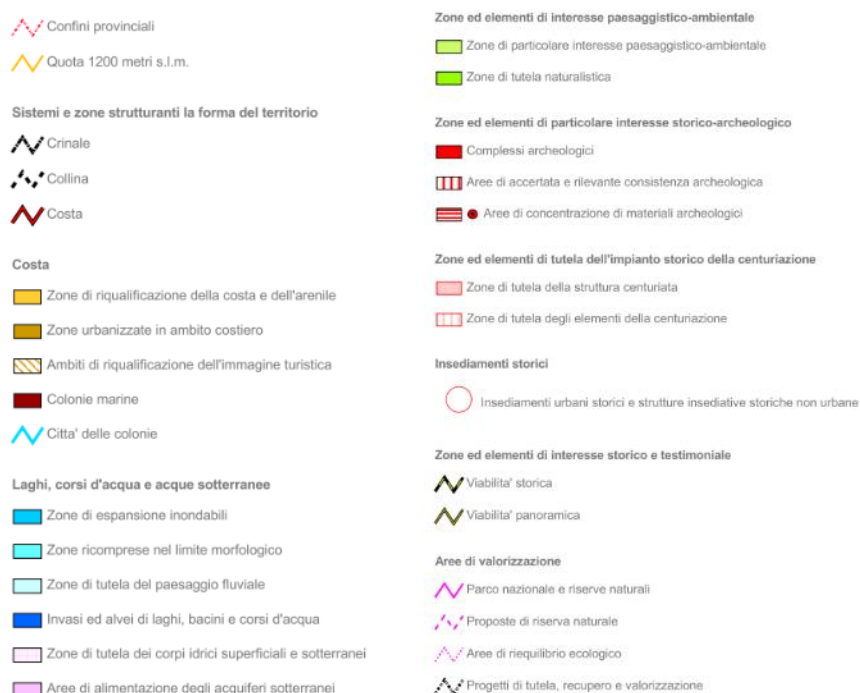 Confini provinciali
Quota 1200 metri s.l.m.
Sistemi e zone strutturanti la forma del territorio
Crinale
Collina
Costa
Costa
Zone di riqualificazione della costa e dell'arenile
Zone urbanizzate in ambito costiero
Ambiti di riqualificazione dell'immagine turistica
Colonie marine
Citta' delle colonie
Laghi, corsi d'acqua e acque sotterranee
Zone di espansione inondabili
Zone ricomprese nel limite morfologico
Zone di tutela del paesaggio fluviale
Invasi ed alvei di laghi, bacini e corsi d'acqua
Zone di tutela dei corpi idrici superficiali e sotterranei
Aree di alimentazione degli acquiferi sotterranei
Zone ed elementi di interesse paesaggistico-ambientale
Zone di particolare interesse paesaggistico-ambientale
Zone di tutela naturalistica
Zone ed elementi di particolare interesse storico-archeologico
Complessi archeologici
Aree di accertata e rilevante consistenza archeologica
Aree di concentrazione di materiali archeologici
Zone ed elementi di tutela dell'impianto storico della centuriazione
Zone di tutela della struttura centuriata
Zone di tutela degli elementi della centuriazione
Insediamenti storici
Insediamenti urbani storici e strutture insediative storiche non urbane
Zone ed elementi di interesse storico e testimoniale
Viabilita' storica
Viabilita' panoramica
Aree di valorizzazione
Parco nazionale e riserve naturali
Proposte di riserva naturale
Aree di riequilibrio ecologico
Progetti di tutela, recupero e valorizzazione